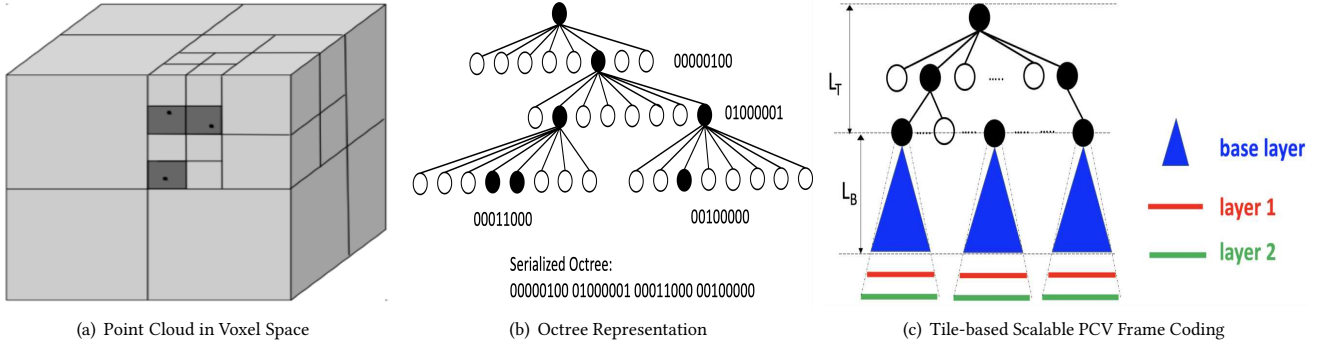 00000100
01000001
00011000
00100000
Serialized Octree:
00000100 01000001 00011000 00100000
L_T
.....
..... ..... .....
L_B
base layer
layer 1
layer 2
(a) Point Cloud in Voxel Space
(b) Octree Representation
(c) Tile-based Scalable PCV Frame Coding